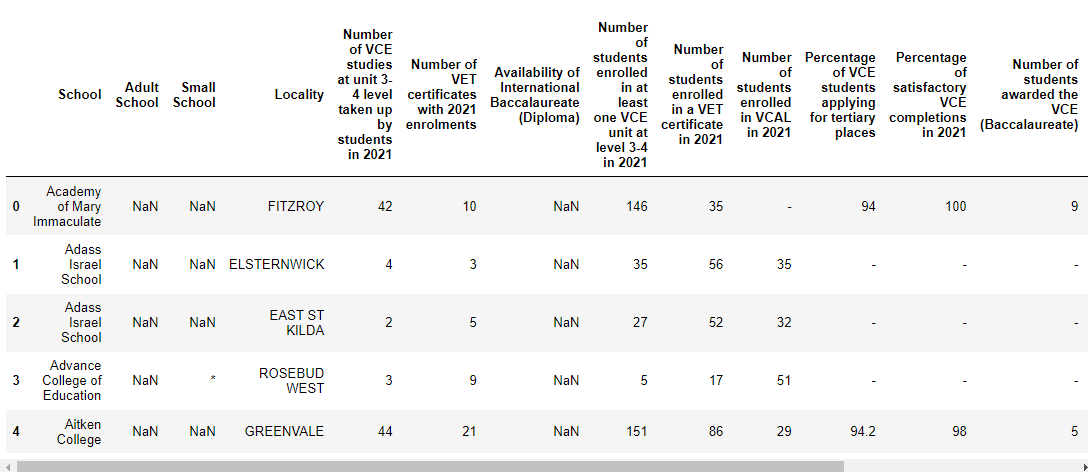 School Adult School Small School Locality Number of VCE studies at unit 3-4 level taken up by students in 2021 Number of VET certificates with 2021 enrolments Availability of International Baccalaureate (Diploma) Number of students enrolled in at least one VCE unit at level 3-4 in 2021 Number of students enrolled in a VET certificate in 2021 Number of students enrolled in VCAL in 2021 Percentage of VCE students applying for tertiary places Percentage of satisfactory VCE completions in 2021 Number of students awarded the VCE (Baccalaureate)
0 Academy of Mary Immaculate NaN NaN FITZROY 42 10 NaN 146 35 - 94 100 9
1 Adass Israel School NaN NaN ELSTERNWICK 4 3 NaN 35 56 35 - - -
2 Adass Israel School NaN NaN EAST ST KILDA 2 5 NaN 27 52 32 - - -
3 Advance College of Education NaN * ROSEBUD WEST 3 9 NaN 5 17 51 - - -
4 Aitken College NaN NaN GREENVALE 44 21 NaN 151 86 29 94.2 98 5